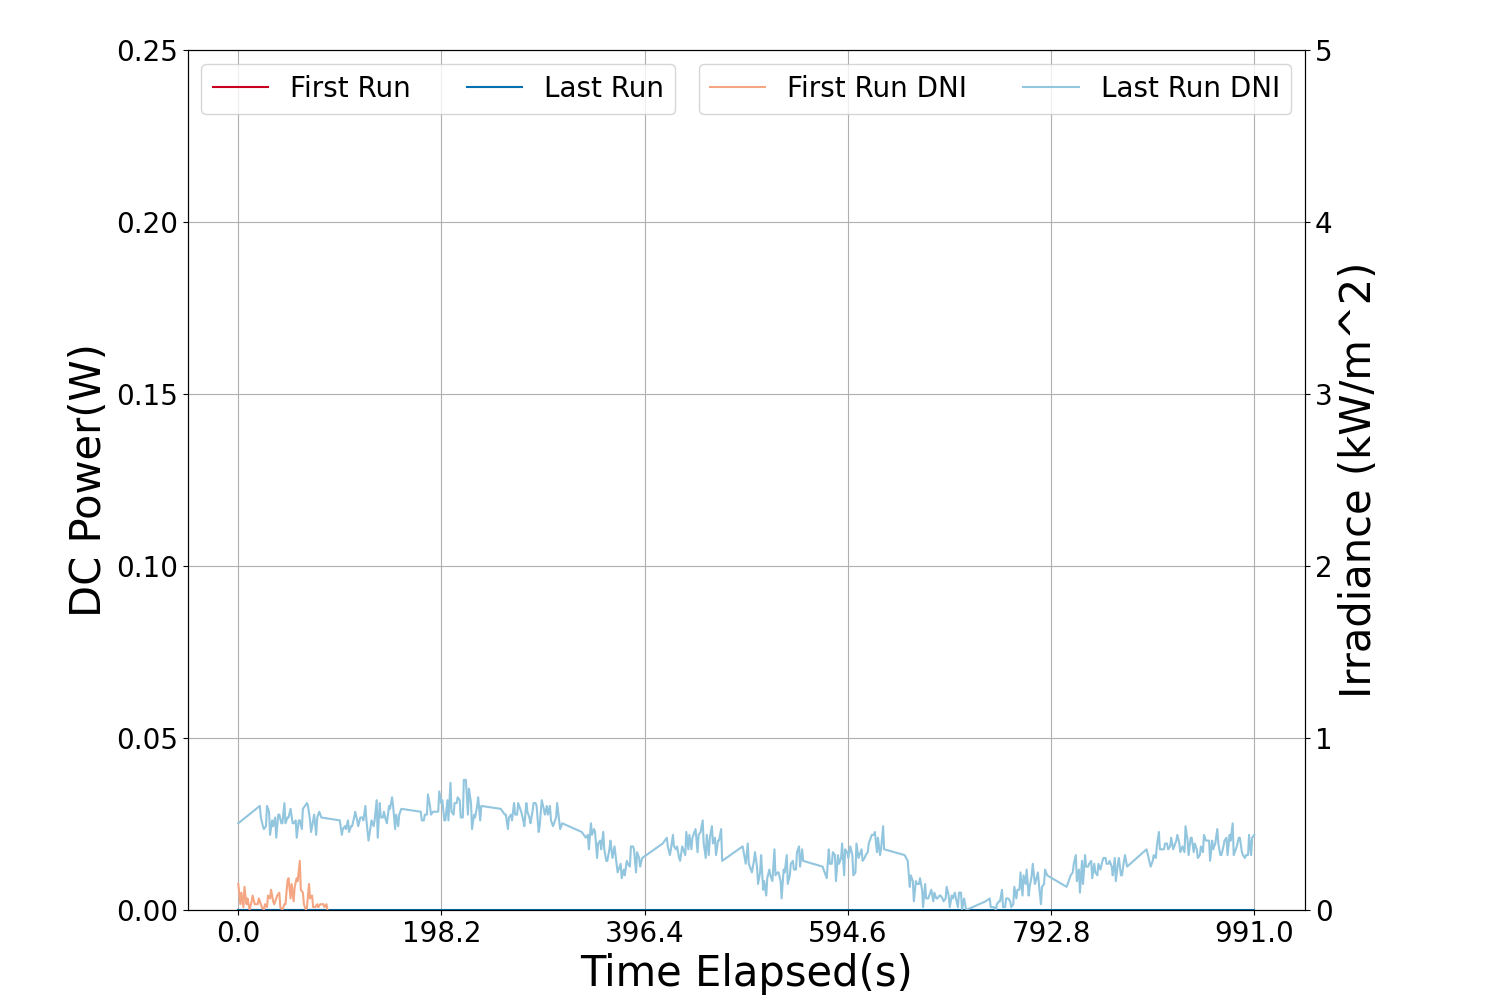 First Run
Last Run
First Run DNI
Last Run DNI
DC Power(W)
0.25
0.20
0.15
0.10
0.05
0.00
5
4
3
2
1
0
Irradiance (kW/m^2)
0.0 198.2 396.4 594.6 792.8 991.0
Time Elapsed(s)